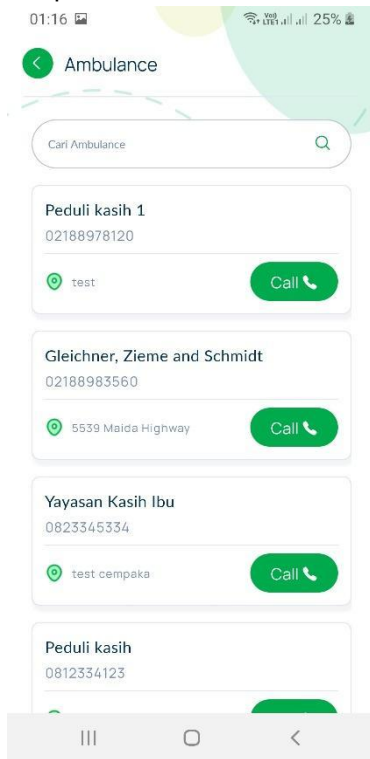 01:16 25%
Ambulance
Cari Ambulance
Peduli kasih 1
02188978120
test
Call
Gleichner, Zieme and Schmidt
02188983560
5539 Maida Highway
Call
Yayasan Kasih Ibu
0823345334
test cempaka
Call
Peduli kasih
0812334123